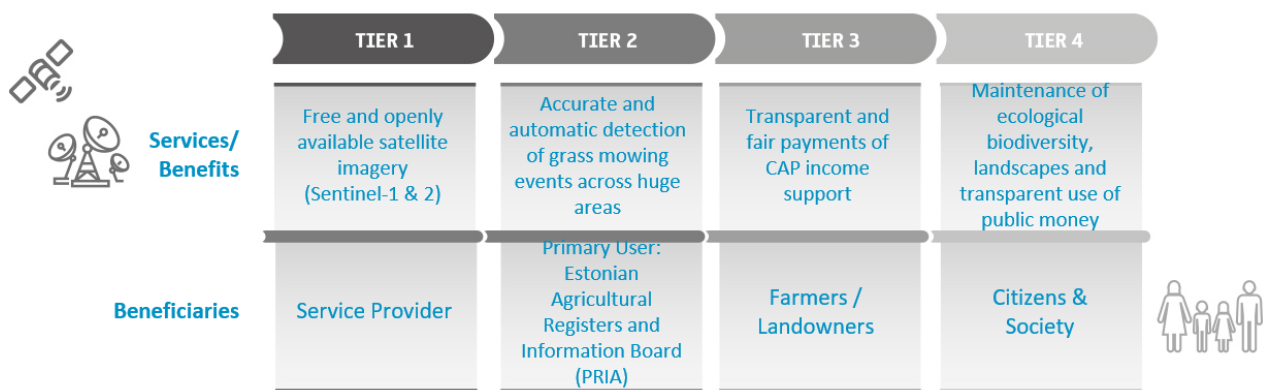 TIER 1
TIER 2
TIER 3
TIER 4
Services/
Benefits
Free and openly
available satellite
imagery
(Sentinel-1 & 2)
Accurate and
automatic detection
of grass mowing
events across huge
areas
Transparent and
fair payments of
CAP income
support
Maintenance of
ecological
biodiversity,
landscapes and
transparent use of
public money
Beneficiaries
Service Provider
Primary User:
Estonian
Agricultural
Registers and
Information Board
(PRIA)
Farmers /
Landowners
Citizens &
Society